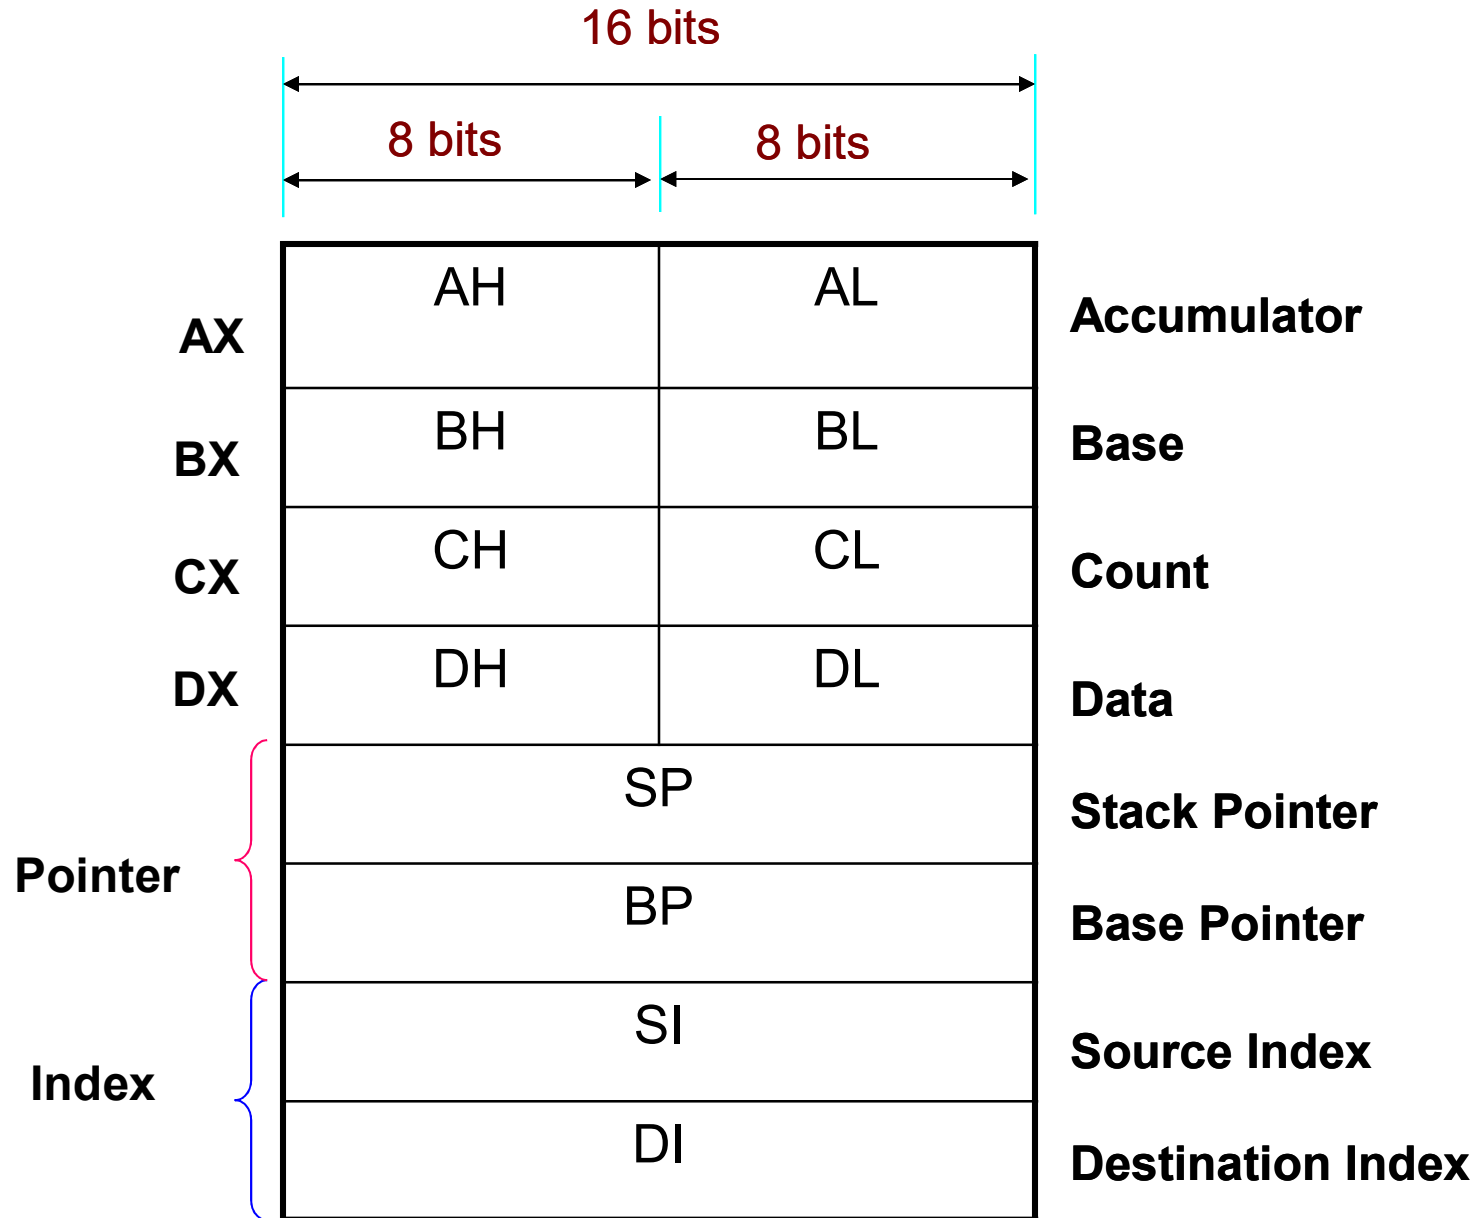 16 bits
8 bits
8 bits
AH
AL
Accumulator
AX
BH
BL
Base
BX
CH
CL
Count
CX
DH
DL
Data
DX
SP
Stack Pointer
Pointer
BP
Base Pointer
SI
Source Index
Index
DI
Destination Index